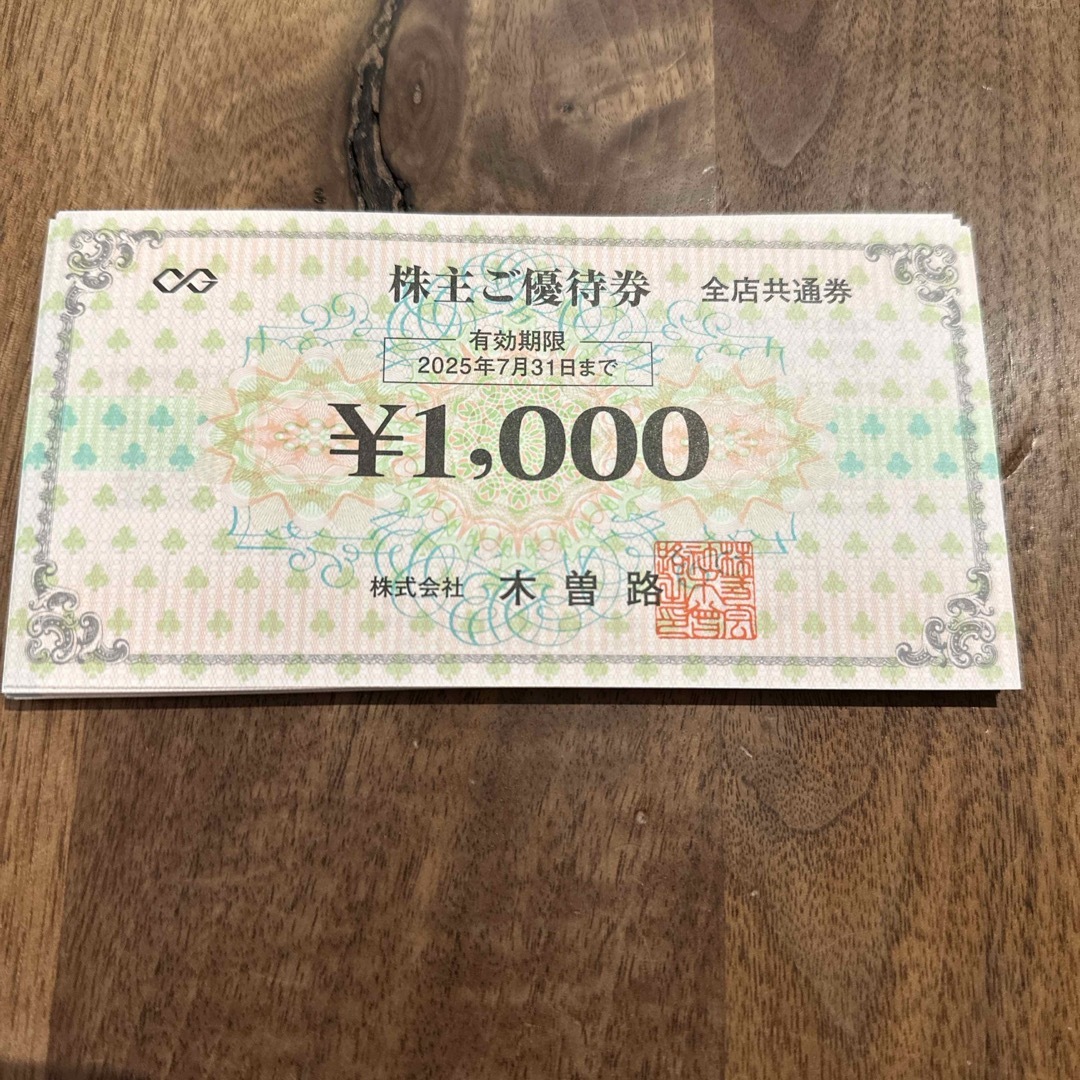 株主ご優待券 全店共通券
有効期限
2025年7月31日まで
¥1,000
株式会社 木曽路